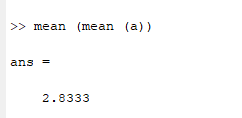 >> mean (mean (a))
ans =
2.8333